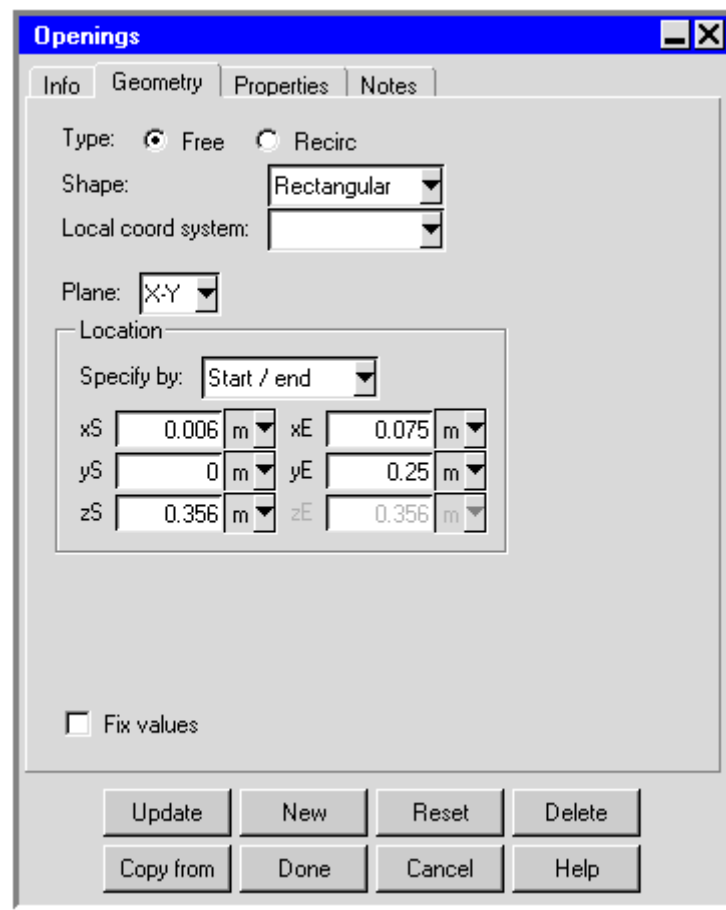 Openings
Info Geometry Properties Notes
Type: Free Recirc
Shape: Rectangular
Local coord system:
Plane: X-Y
Location
Specify by: Start / end
xS 0.006 m xE 0.075 m
yS 0 m yE 0.25 m
zS 0.356 m zE 0.356 m
Fix values
Update New Reset Delete
Copy from Done Cancel Help